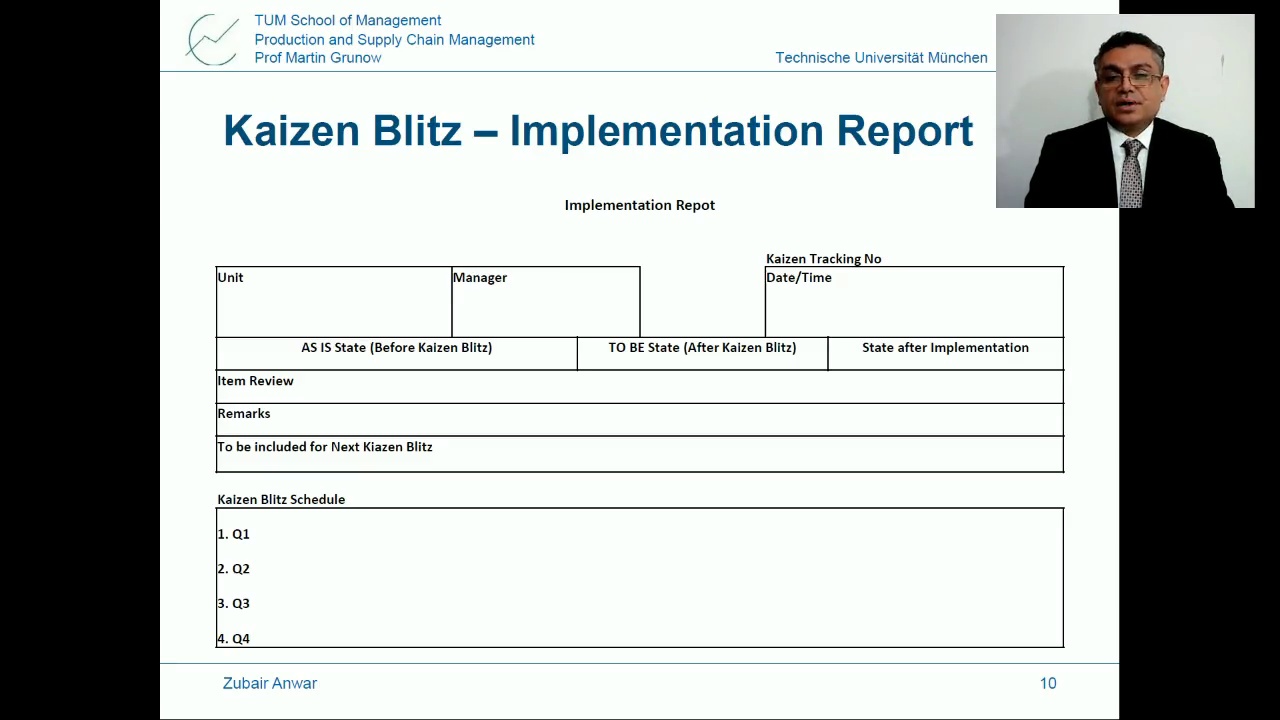 TUM School of Management
Production and Supply Chain Management
Prof Martin Grunow
Technische Universität München
Kaizen Blitz – Implementation Report
Implementation Repot
Kaizen Tracking No
Unit
Manager
Date/Time
AS IS State (Before Kaizen Blitz)
TO BE State (After Kaizen Blitz)
State after Implementation
Item Review
Remarks
To be included for Next Kiazen Blitz
Kaizen Blitz Schedule
1. Q1
2. Q2
3. Q3
4. Q4
Zubair Anwar
10